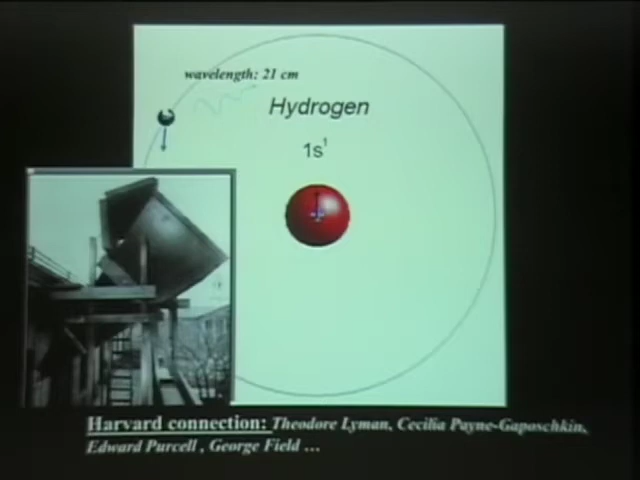 wavelength: 21 cm
Hydrogen
1s¹
Harvard connection: Theodore Lyman, Cecilia Payne-Gaposchkin,
Edward Purcell , George Field ...